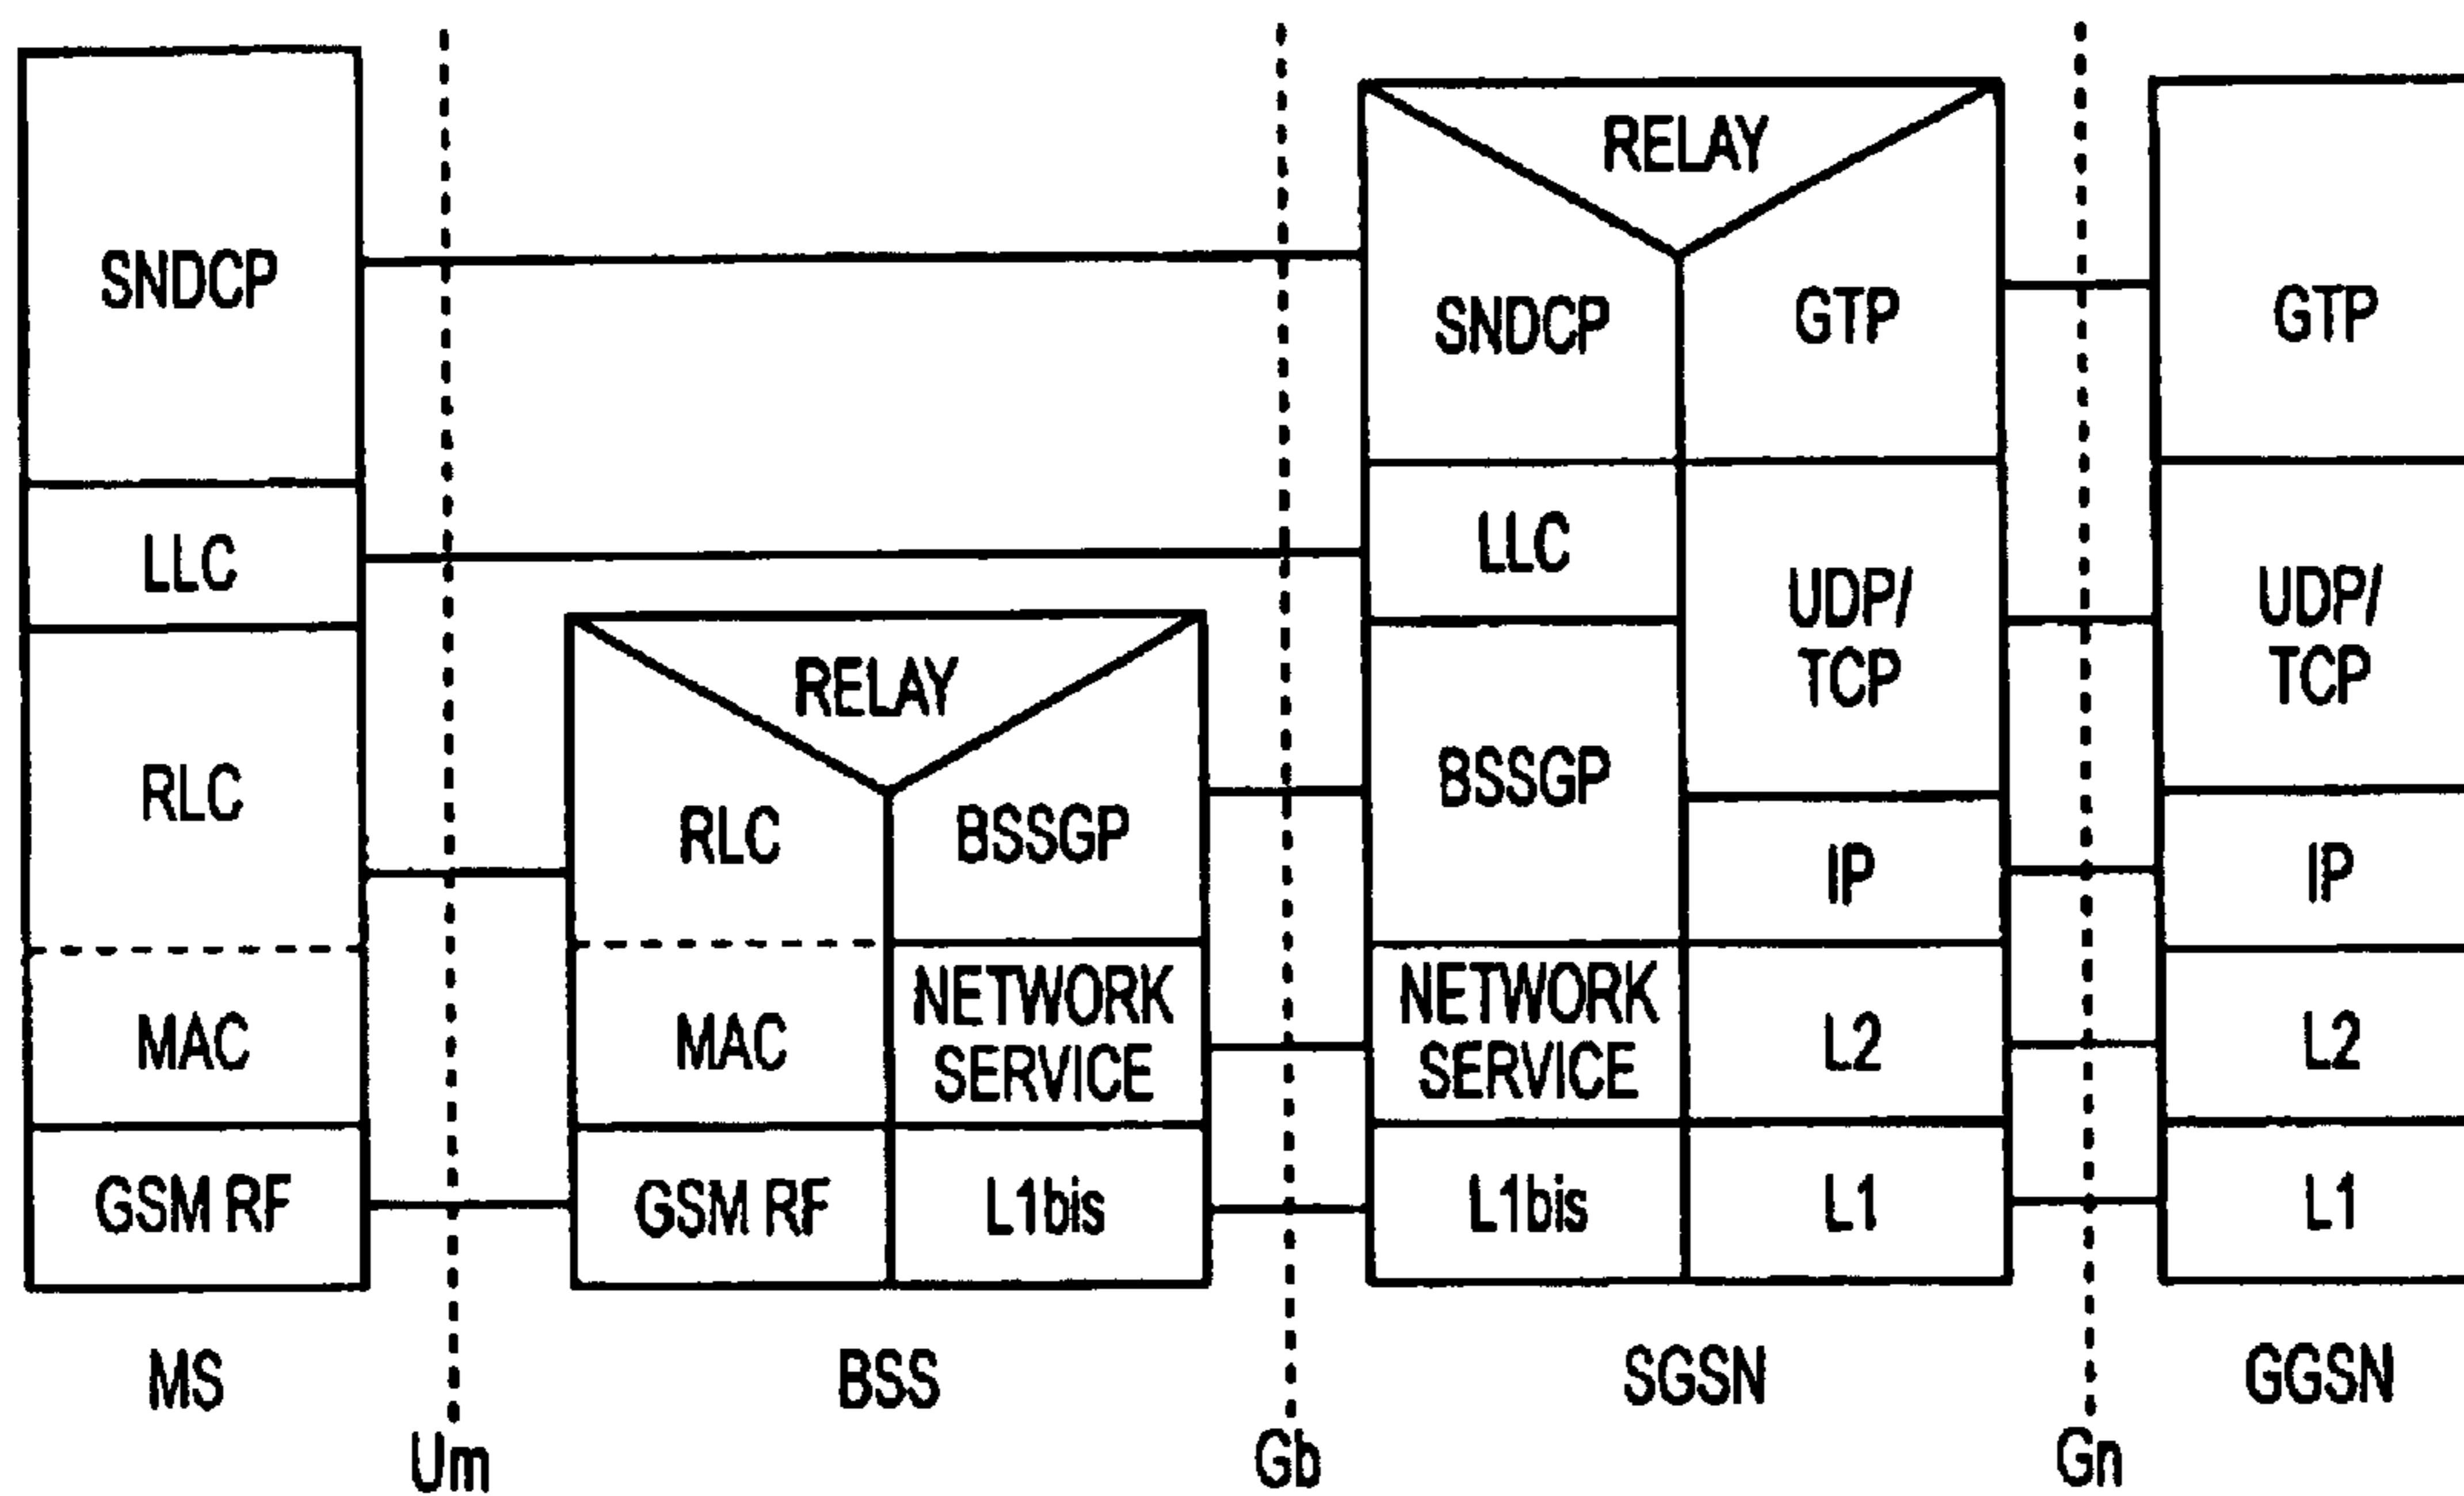 SNDCP
LLC
RLC
MAC
GSM RF
MS
Um
RELAY
RLC
BSSGP
MAC
NETWORK
SERVICE
GSM RF
L1bis
BSS
Gb
RELAY
SNDCP
GTP
LLC
UDP/
TCP
BSSGP
IP
NETWORK
SERVICE
L2
L1bis
L1
SGSN
Gn
GTP
UDP/
TCP
IP
L2
L1
GGSN